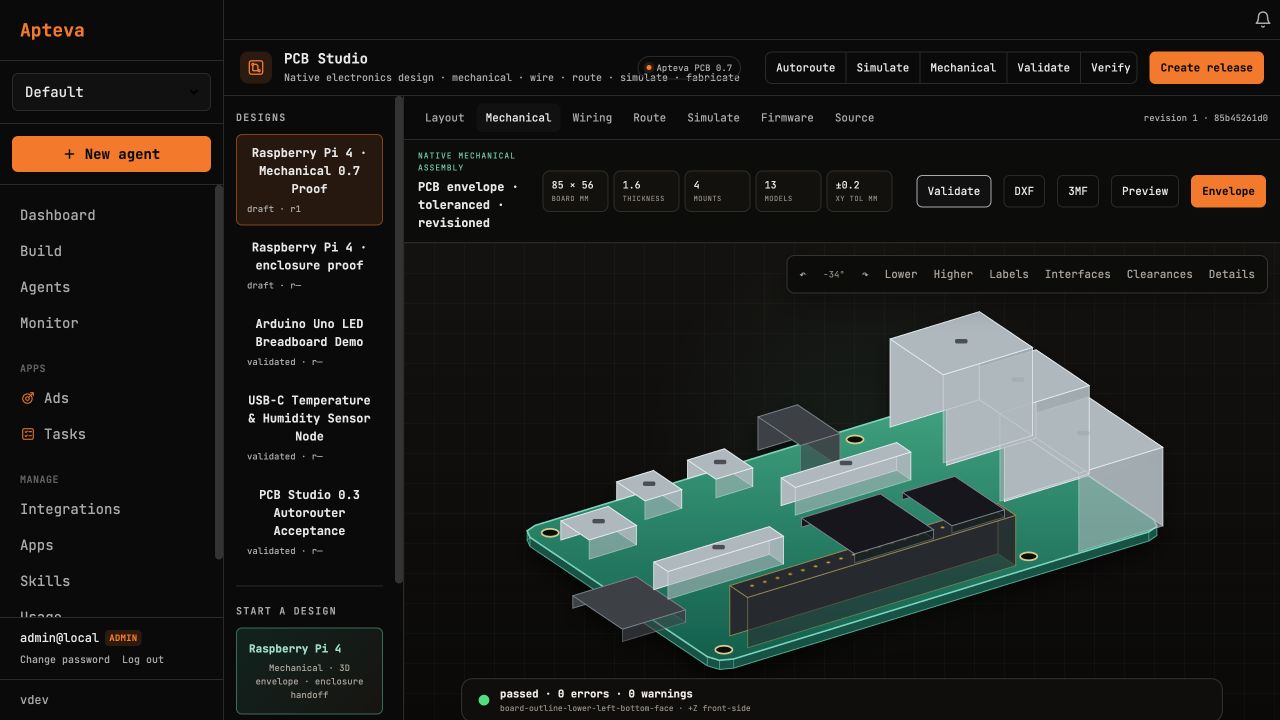 Apteva
Default
+ New agent
Dashboard
Build
Agents
Monitor
APPS
Ads
Tasks
MANAGE
Integrations
Apps
Skills
Usage
admin@local ADMIN
Change password Log out
vdev
PCB Studio
Native electronics design · mechanical · wire · route · simulate · fabricate
Apteva PCB 0.7
Autoroute Simulate Mechanical Validate Verify Create release
DESIGNS
Raspberry Pi 4 ·
Mechanical 0.7
Proof
draft · r1
Raspberry Pi 4 ·
enclosure proof
draft · r—
Arduino Uno LED
Breadboard Demo
validated · r—
USB-C Temperature
& Humidity Sensor
Node
validated · r—
PCB Studio 0.3
Autorouter
Acceptance
validated · r—
START A DESIGN
Raspberry Pi 4
Mechanical · 3D
envelope · enclosure
handoff
Layout Mechanical Wiring Route Simulate Firmware Source
revision 1 · 85b45261d0
NATIVE MECHANICAL
ASSEMBLY
PCB envelope ·
toleranced ·
revisioned
85 × 56
BOARD MM
1.6
THICKNESS
4
MOUNTS
13
MODELS
±0.2
XY TOL MM
Validate DXF 3MF Preview Envelope
↶ -34° ↷ Lower Higher Labels Interfaces Clearances Details
passed · 0 errors · 0 warnings
board-outline-lower-left-bottom-face · +Z front-side